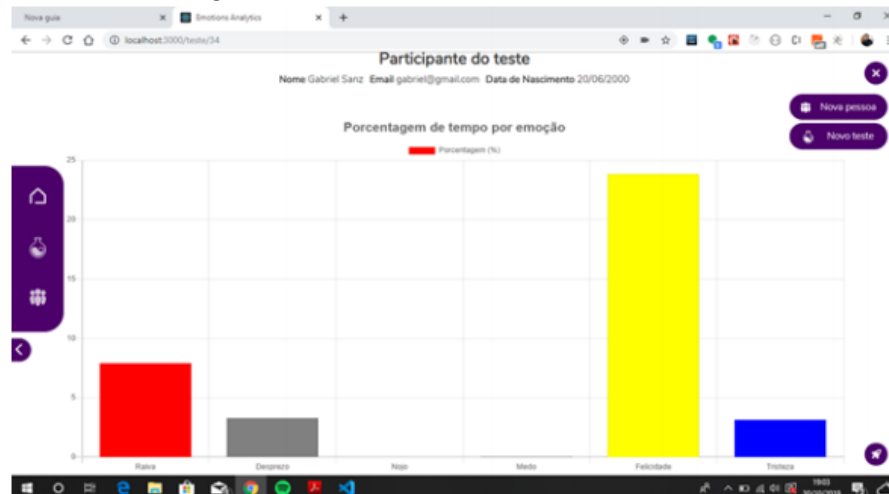 Nova guia
Emotions Analytics
localhost:3000/teste/34
Participante do teste
Nome Gabriel Sanz Email gabriel@gmail.com Data de Nascimento 20/06/2000
Nova pessoa
Novo teste
Porcentagem de tempo por emoção
Porcentagem (%)
25
20
15
10
5
0
Raiva Desprezo Nojo Medo Felicidade Tristeza
19:03